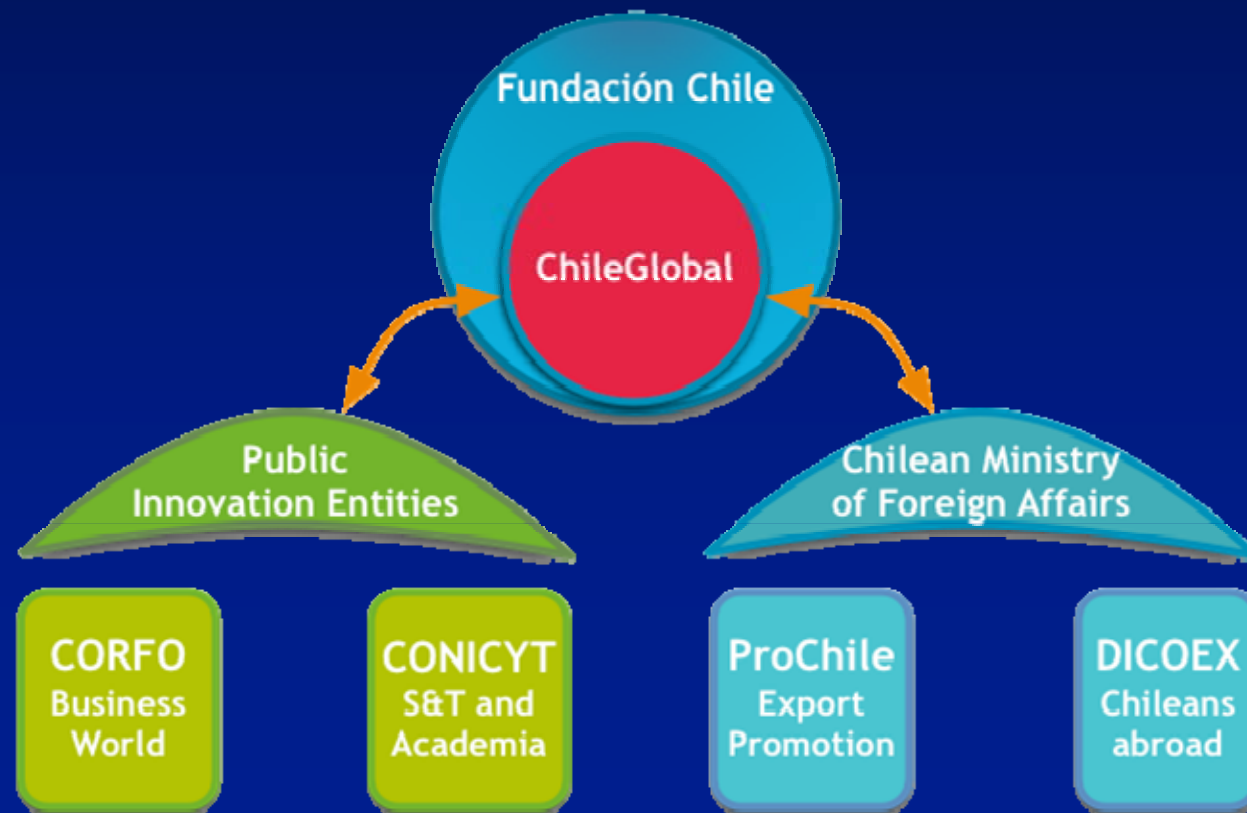 Fundación Chile
ChileGlobal
Public
Innovation Entities
Chilean Ministry
of Foreign Affairs
CORFO
Business
World
CONICYT
S&T and
Academia
ProChile
Export
Promotion
DICOEX
Chileans
abroad